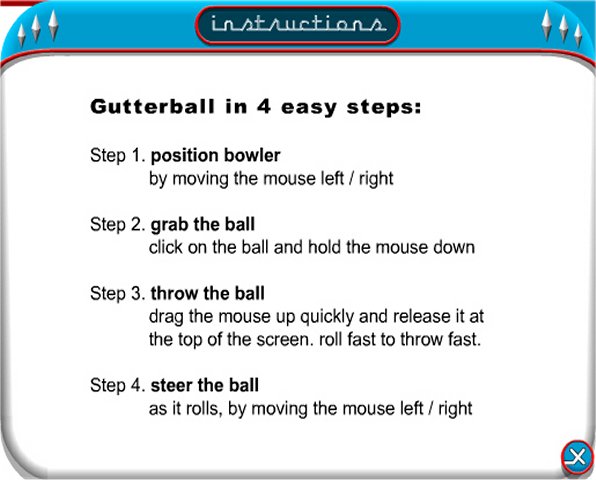 instructions
Gutterball in 4 easy steps:
Step 1. position bowler
by moving the mouse left / right
Step 2. grab the ball
click on the ball and hold the mouse down
Step 3. throw the ball
drag the mouse up quickly and release it at
the top of the screen. roll fast to throw fast.
Step 4. steer the ball
as it rolls, by moving the mouse left / right